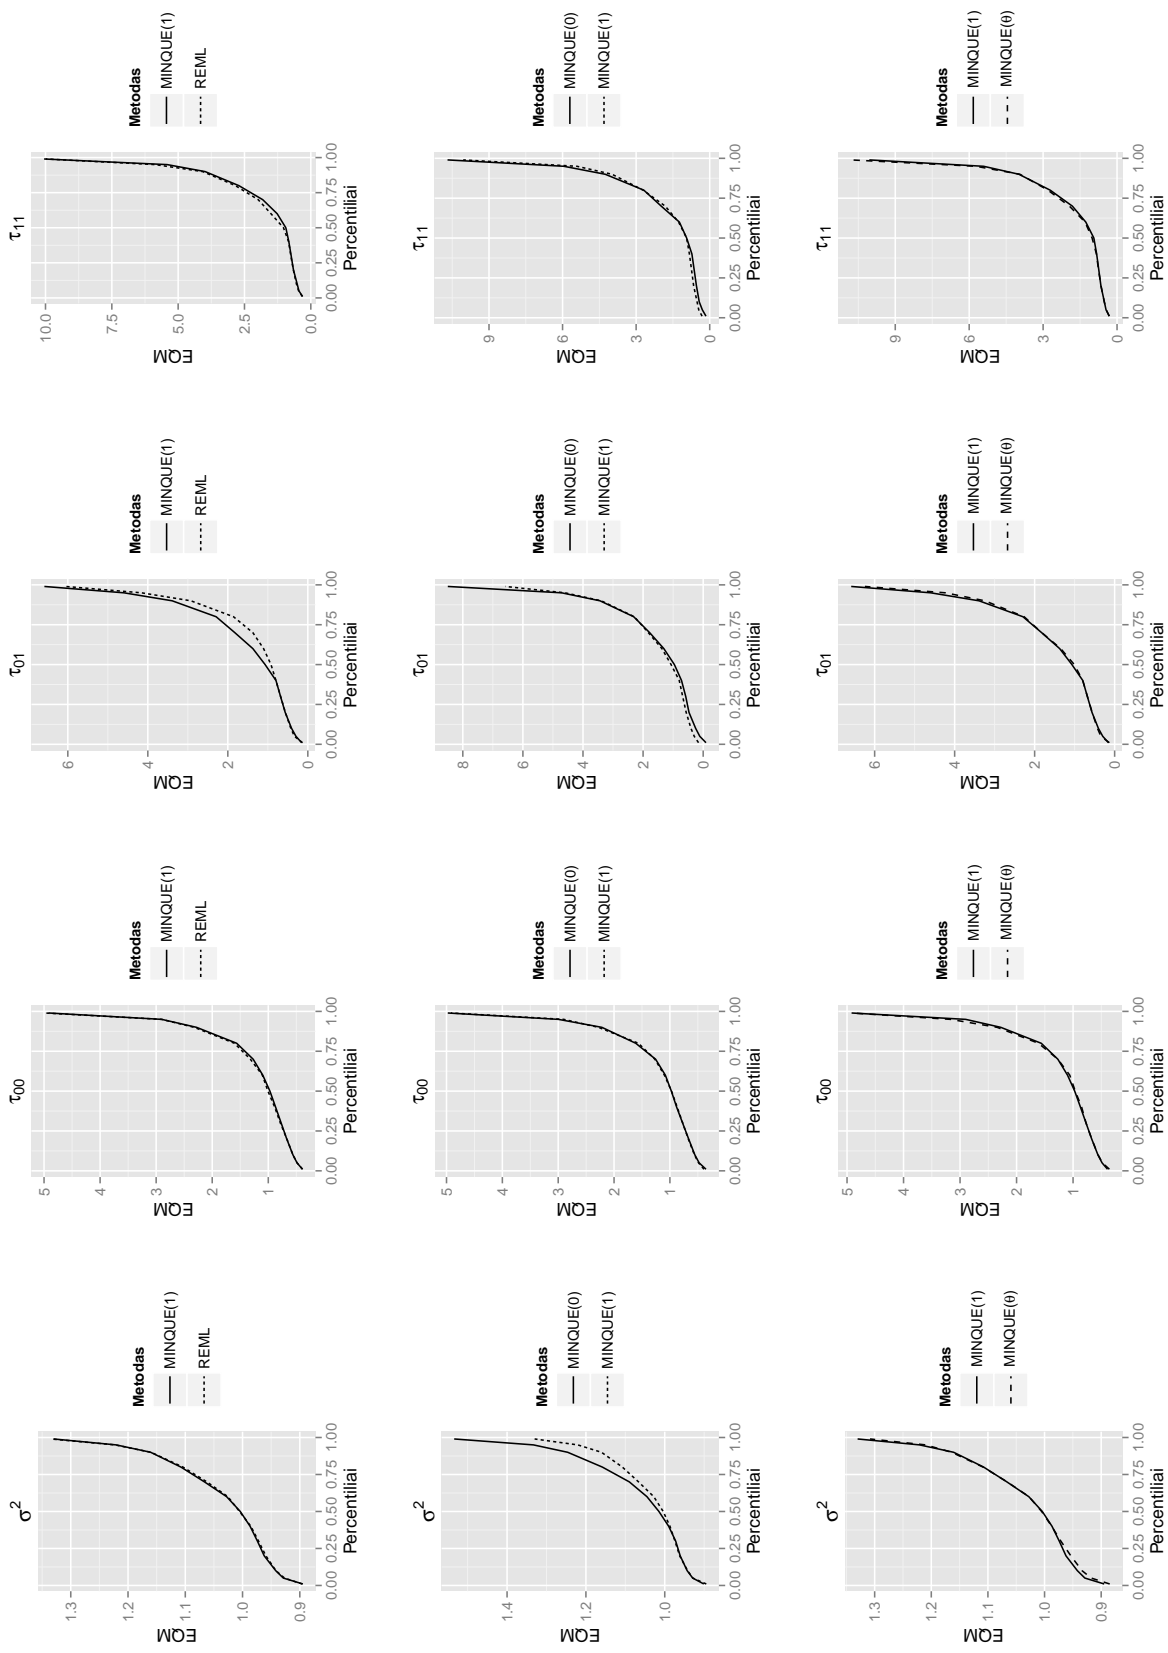 σ²
EQM
1.3
1.2
1.1
1.0
0.9
0.00 0.25 0.50 0.75 1.00
Percentiliai
Metodas
MINQUE(1)
REML
τ00
EQM
5
4
3
2
1
0.00 0.25 0.50 0.75 1.00
Percentiliai
Metodas
MINQUE(1)
REML
τ01
EQM
6
4
2
0
0.00 0.25 0.50 0.75 1.00
Percentiliai
Metodas
MINQUE(1)
REML
τ11
EQM
10.0
7.5
5.0
2.5
0.0
0.00 0.25 0.50 0.75 1.00
Percentiliai
Metodas
MINQUE(1)
REML
σ²
EQM
1.4
1.2
1.0
0.00 0.25 0.50 0.75 1.00
Percentiliai
Metodas
MINQUE(0)
MINQUE(1)
τ00
EQM
5
4
3
2
1
0.00 0.25 0.50 0.75 1.00
Percentiliai
Metodas
MINQUE(0)
MINQUE(1)
τ01
EQM
8
6
4
2
0
0.00 0.25 0.50 0.75 1.00
Percentiliai
Metodas
MINQUE(0)
MINQUE(1)
τ11
EQM
9
6
3
0
0.00 0.25 0.50 0.75 1.00
Percentiliai
Metodas
MINQUE(0)
MINQUE(1)
σ²
EQM
1.3
1.2
1.1
1.0
0.9
0.00 0.25 0.50 0.75 1.00
Percentiliai
Metodas
MINQUE(1)
MINQUE(θ)
τ00
EQM
5
4
3
2
1
0.00 0.25 0.50 0.75 1.00
Percentiliai
Metodas
MINQUE(1)
MINQUE(θ)
τ01
EQM
6
4
2
0
0.00 0.25 0.50 0.75 1.00
Percentiliai
Metodas
MINQUE(1)
MINQUE(θ)
τ11
EQM
9
6
3
0
0.00 0.25 0.50 0.75 1.00
Percentiliai
Metodas
MINQUE(1)
MINQUE(θ)